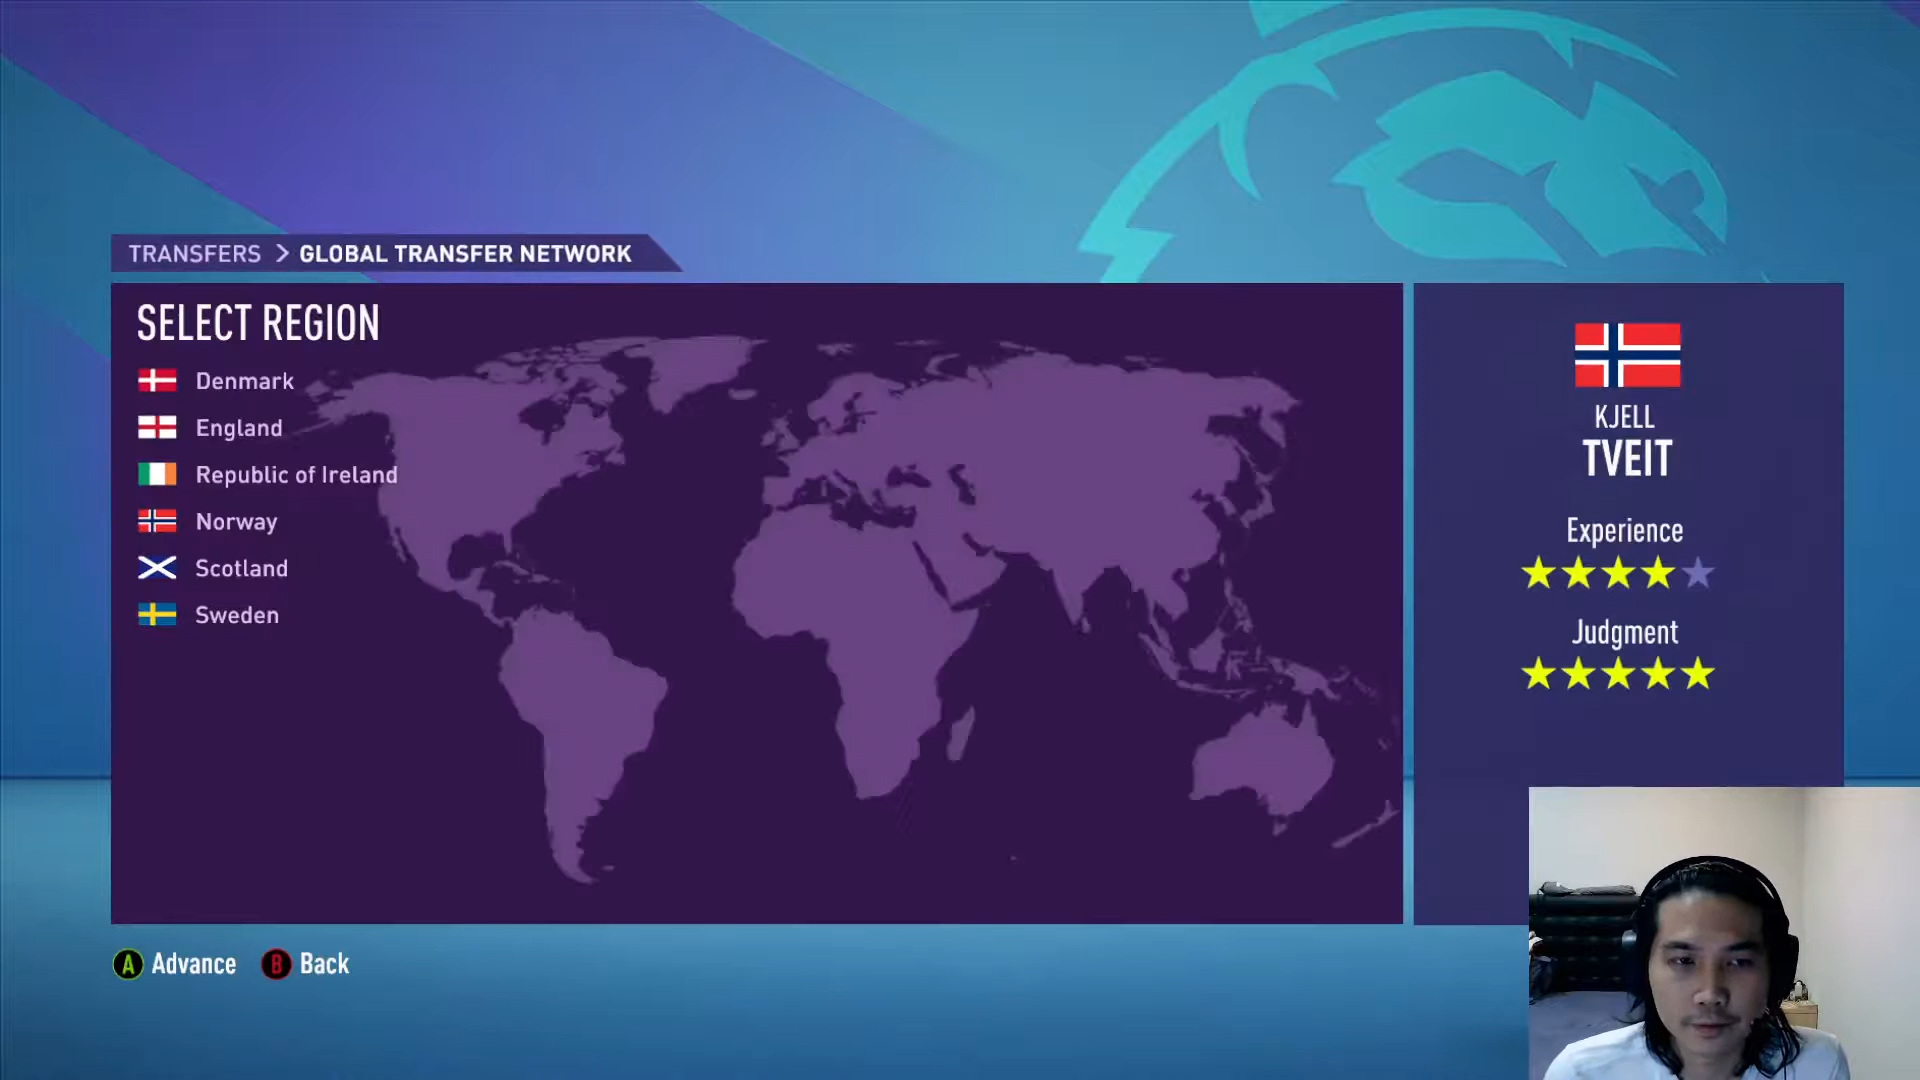 TRANSFERS > GLOBAL TRANSFER NETWORK
SELECT REGION
Denmark
England
Republic of Ireland
Norway
Scotland
Sweden
KJELL
TVEIT
Experience
Judgment
A Advance B Back